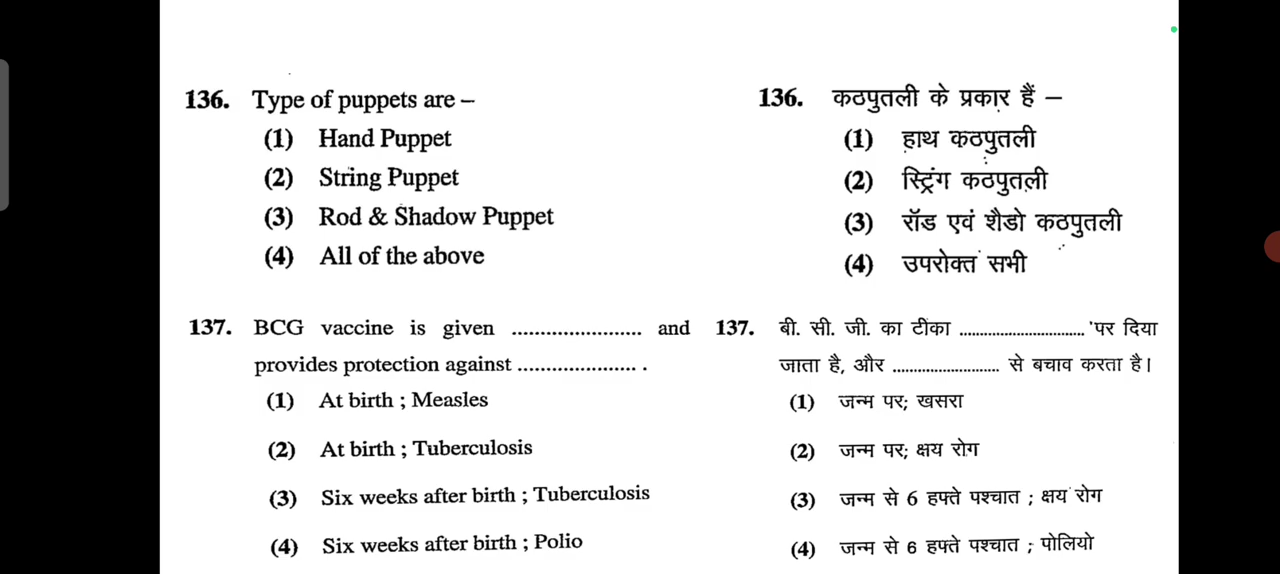 136. Type of puppets are –
(1) Hand Puppet
(2) String Puppet
(3) Rod & Shadow Puppet
(4) All of the above
137. BCG vaccine is given ....................... and
provides protection against ..................... .
(1) At birth ; Measles
(2) At birth ; Tuberculosis
(3) Six weeks after birth ; Tuberculosis
(4) Six weeks after birth ; Polio
136. कठपुतली के प्रकार हैं –
(1) हाथ कठपुतली
(2) स्ट्रिंग कठपुतली
(3) रॉड एवं शैडो कठपुतली
(4) उपरोक्त सभी
137. बी. सी. जी. का टीका .............................. पर दिया
जाता है, और .......................... से बचाव करता है।
(1) जन्म पर; खसरा
(2) जन्म पर; क्षय रोग
(3) जन्म से 6 हफ्ते पश्चात ; क्षय रोग
(4) जन्म से 6 हफ्ते पश्चात ; पोलियो